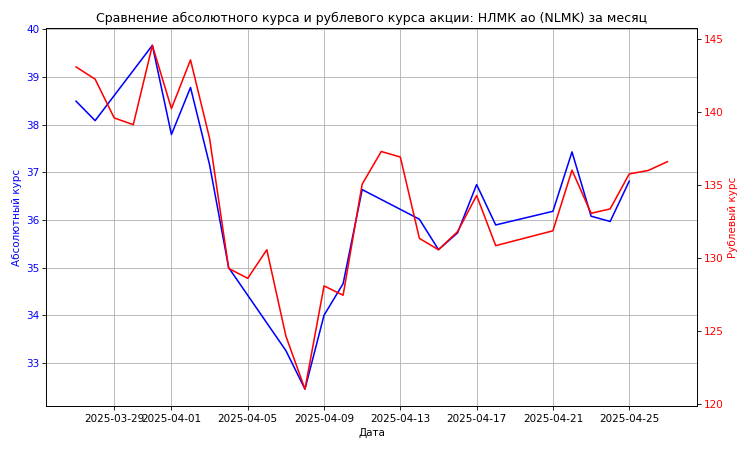 Сравнение абсолютного курса и рублевого курса акции: НЛМК ао (NLMK) за месяц
40
39
38
37
36
35
34
33
Абсолютный курс
145
140
135
130
125
120
Рублевый курс
2025-03-29 2025-04-01 2025-04-05 2025-04-09 2025-04-13 2025-04-17 2025-04-21 2025-04-25
Дата